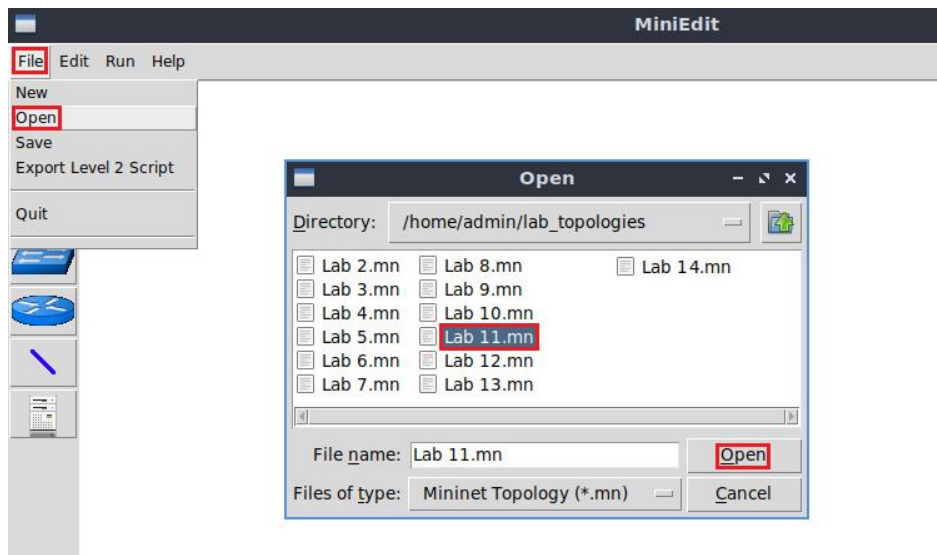 MiniEdit
File Edit Run Help
New
Open
Save
Export Level 2 Script
Quit
Open
Directory: /home/admin/lab_topologies
Lab 2.mn Lab 8.mn Lab 14.mn
Lab 3.mn Lab 9.mn
Lab 4.mn Lab 10.mn
Lab 5.mn Lab 11.mn
Lab 6.mn Lab 12.mn
Lab 7.mn Lab 13.mn
File name: Lab 11.mn Open
Files of type: Mininet Topology (*.mn) Cancel